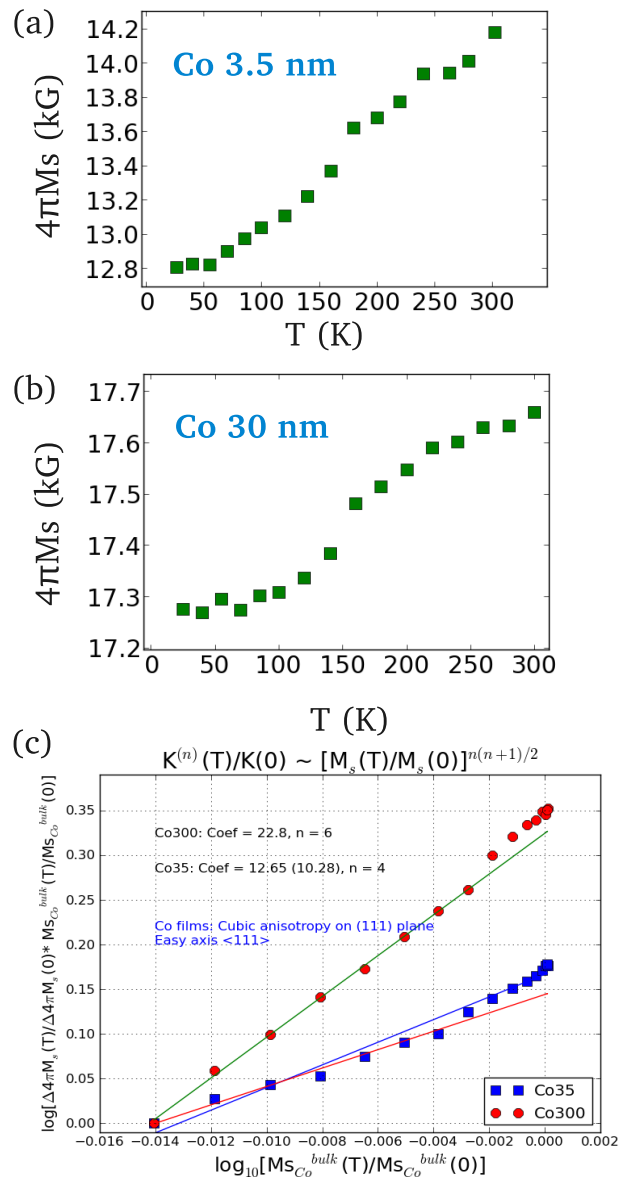 (a)
Co 3.5 nm
4πMs (kG)
14.2
14.0
13.8
13.6
13.4
13.2
13.0
12.8
0 50 100 150 200 250 300
T (K)
(b)
Co 30 nm
4πMs (kG)
17.7
17.6
17.5
17.4
17.3
17.2
0 50 100 150 200 250 300
T (K)
(c)
K^(n)(T)/K(0) ~ [M_s(T)/M_s(0)]^n(n+1)/2
log[Δ4πM_s(T)/Δ4πM_s(0)* Ms_Co^bulk(T)/Ms_Co^bulk(0)]
0.35
0.30
0.25
0.20
0.15
0.10
0.05
0.00
Co300: Coef = 22.8, n = 6
Co35: Coef = 12.65 (10.28), n = 4
Co films: Cubic anisotropy on (111) plane
Easy axis <111>
Co35
Co300
−0.016 −0.014 −0.012 −0.010 −0.008 −0.006 −0.004 −0.002 0.000 0.002
log₁₀[Ms_Co^bulk(T)/Ms_Co^bulk(0)]